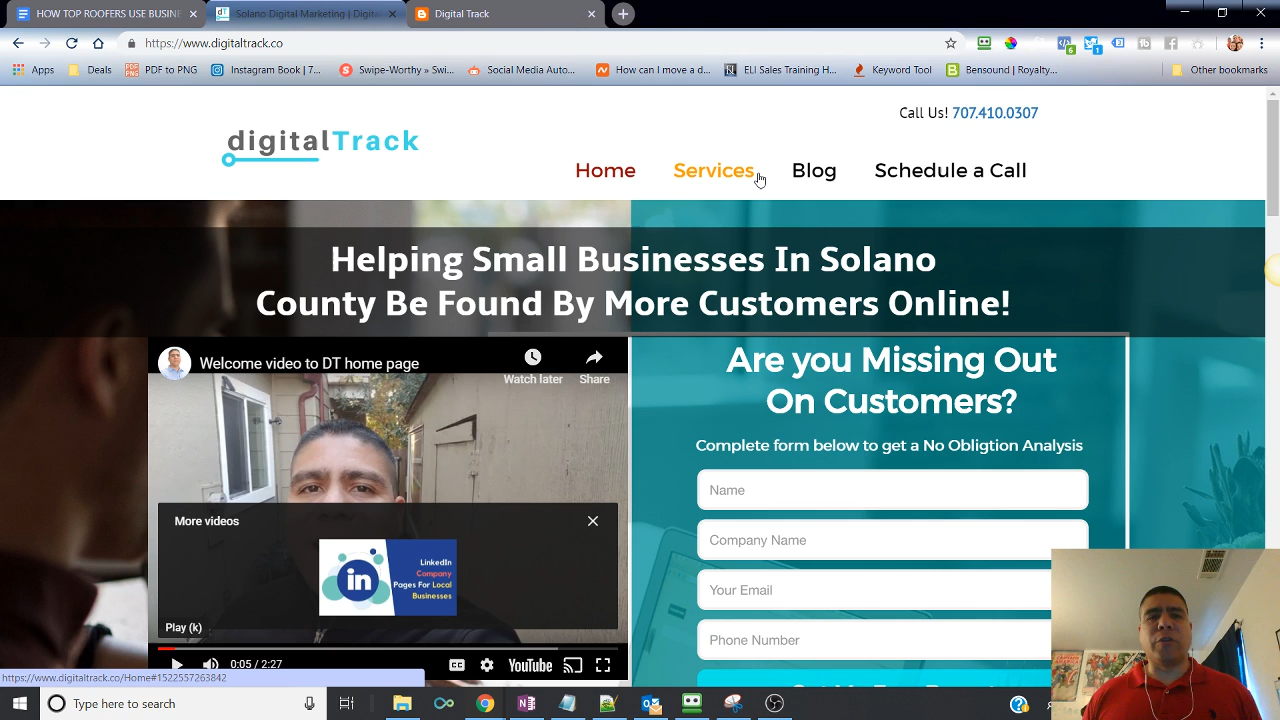 HOW TOP ROOFERS USE BUSIN
Solano Digital Marketing | Digit
Digital Track
https://www.digitaltrack.co
6
1
Apps
Deals
PDF to PNG
Instagram Book | 7...
Swipe-Worthy » Swi...
Social Media Auto...
How can I move a d...
ELI Sales Training H...
Keyword Tool
Bensound | Royalty...
Other bookmarks
Call Us! 707.410.0307
digitalTrack
Home
Services
Blog
Schedule a Call
Helping Small Businesses In Solano
County Be Found By More Customers Online!
Welcome video to DT home page
Watch later
Share
More videos
in
LinkedIn
Company
Pages For Local
Businesses
Play (k)
0:05 / 2:27
YouTube
Are you Missing Out
On Customers?
Complete form below to get a No Obligtion Analysis
Name
Company Name
Your Email
Phone Number
https://www.digitaltrack.co/Home#1522557263842
Type here to search